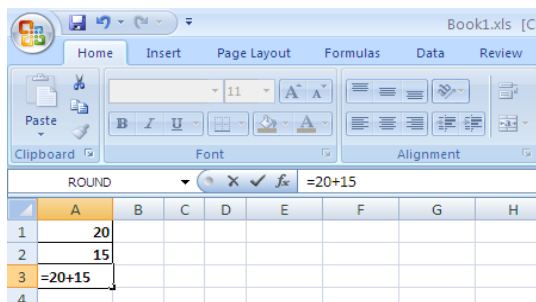 Book1.xls [C
Home Insert Page Layout Formulas Data Review
Paste
11 A A
B I U A
Clipboard Font Alignment
ROUND fx =20+15
A B C D E F G H
1 20
2 15
3 =20+15
4